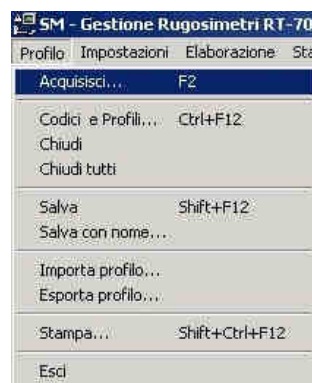 SM - Gestione Rugosimetri RT-70
Profilo Impostazioni Elaborazione Sta
Acquisisci... F2
Codici e Profili... Ctrl+F12
Chiudi
Chiudi tutti
Salva Shift+F12
Salva con nome...
Importa profilo...
Esporta profilo...
Stampa... Shift+Ctrl+F12
Esci